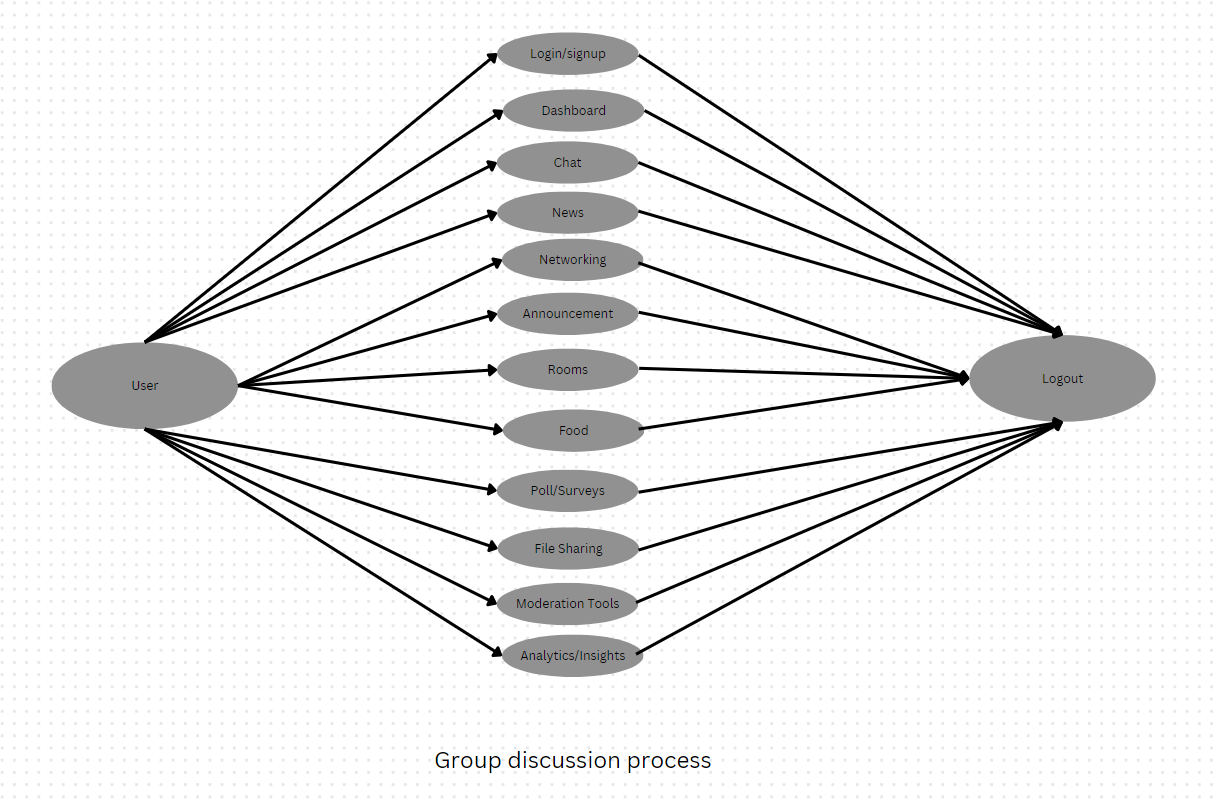 Login/signup
Dashboard
Chat
News
Networking
Announcement
Rooms
User
Logout
Food
Poll/Surveys
File Sharing
Moderation Tools
Analytics/Insights
Group discussion process